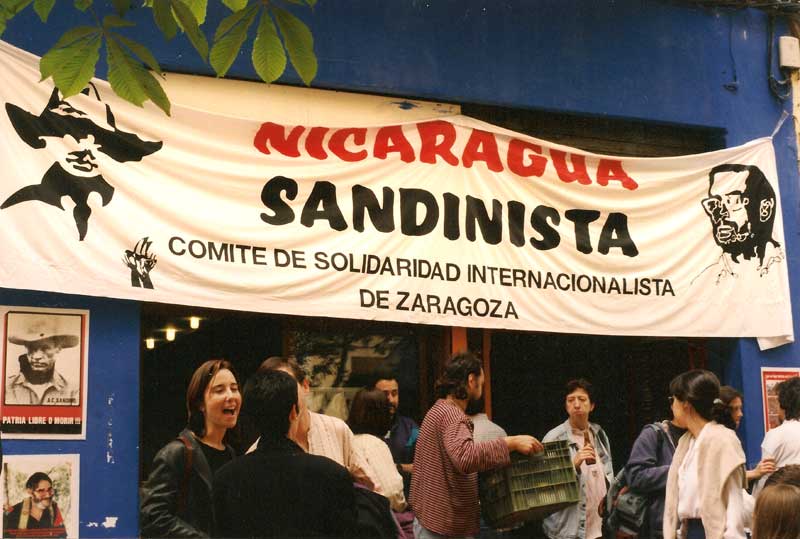 NICARAGUA
SANDINISTA
COMITE DE SOLIDARIDAD INTERNACIONALISTA
DE ZARAGOZA
A.C. SANDINO
PATRIA LIBRE O MORIR!!!